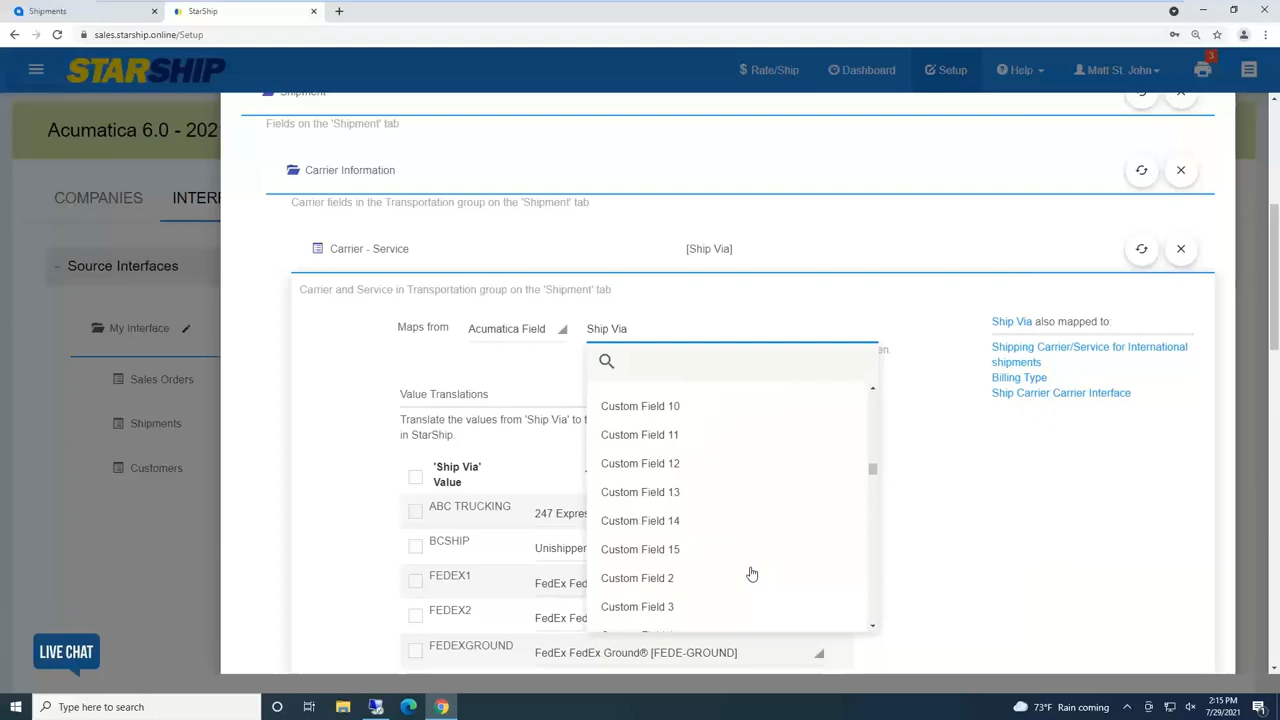 Shipments
StarShip
sales.starship.online/Setup
STARSHIP
$ Rate/Ship
Dashboard
Setup
Help
Matt St. John
3
Shipment
Acumatica 6.0 - 202
Fields on the 'Shipment' tab
Carrier Information
COMPANIES
INTERF
Carrier fields in the Transportation group on the 'Shipment' tab
Carrier - Service
[Ship Via]
Source Interfaces
Carrier and Service in Transportation group on the 'Shipment' tab
My Interface
Maps from
Acumatica Field
Ship Via
Ship Via also mapped to:
Shipping Carrier/Service for International
shipments
Billing Type
Ship Carrier Carrier Interface
en.
Sales Orders
Shipments
Customers
Value Translations
Translate the values from 'Ship Via' to t
in StarShip.
'Ship Via'
Value
ABC TRUCKING
247 Expres
BCSHIP
Unishipper
FEDEX1
FedEx Fed
FEDEX2
FedEx Fed
FEDEXGROUND
FedEx FedEx Ground® [FEDE-GROUND]
Custom Field 10
Custom Field 11
Custom Field 12
Custom Field 13
Custom Field 14
Custom Field 15
Custom Field 2
Custom Field 3
LIVE CHAT
Type here to search
73°F Rain coming
2:15 PM
7/29/2021
1